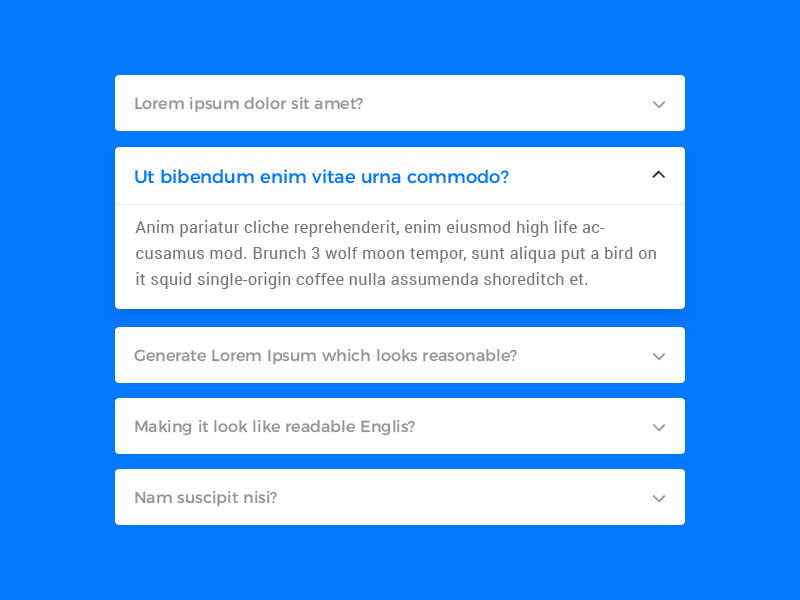 Lorem ipsum dolor sit amet?
Ut bibendum enim vitae urna commodo?
Anim pariatur cliche reprehenderit, enim eiusmod high life ac-
cusamus mod. Brunch 3 wolf moon tempor, sunt aliqua put a bird on
it squid single-origin coffee nulla assumenda shoreditch et.
Generate Lorem Ipsum which looks reasonable?
Making it look like readable Englis?
Nam suscipit nisi?